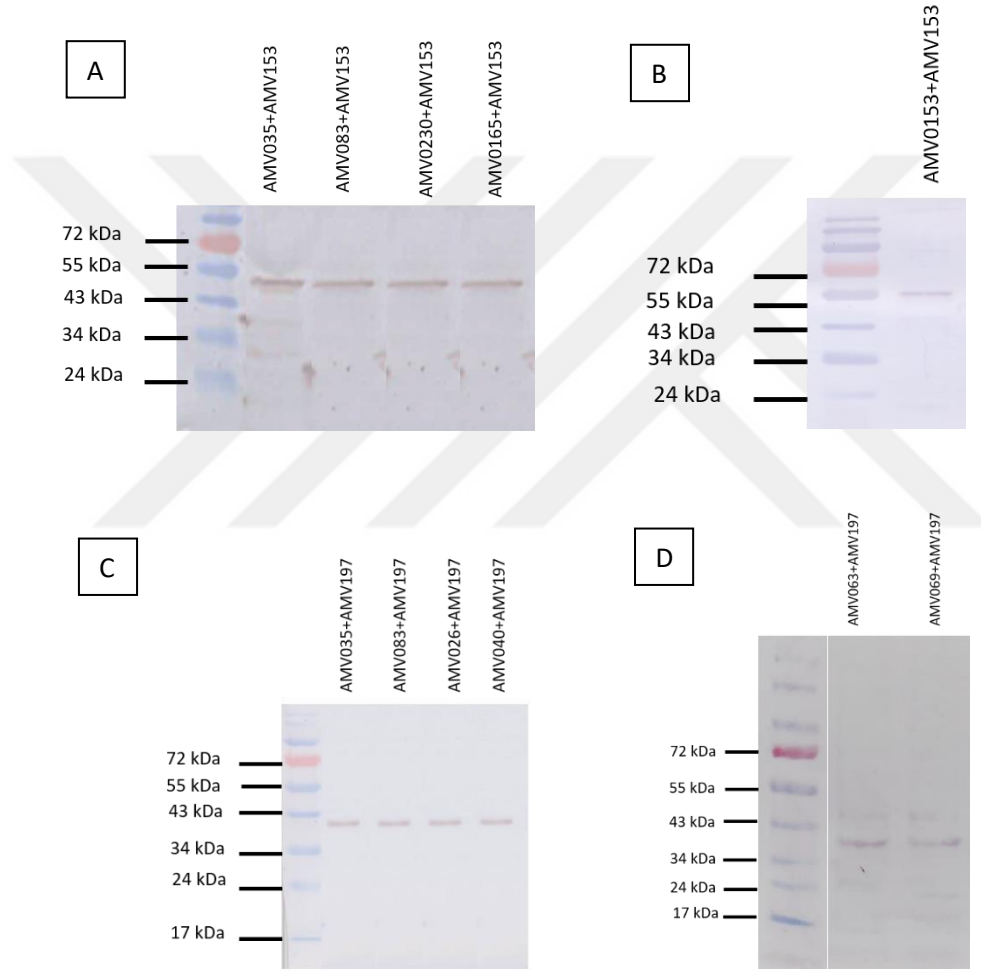 A
AMV035+AMV153
AMV083+AMV153
AMV0230+AMV153
AMV0165+AMV153
72 kDa
55 kDa
43 kDa
34 kDa
24 kDa
B
AMV0153+AMV153
72 kDa
55 kDa
43 kDa
34 kDa
24 kDa
C
AMV035+AMV197
AMV083+AMV197
AMV026+AMV197
AMV040+AMV197
72 kDa
55 kDa
43 kDa
34 kDa
24 kDa
17 kDa
D
AMV063+AMV197
AMV069+AMV197
72 kDa
55 kDa
43 kDa
34 kDa
24 kDa
17 kDa